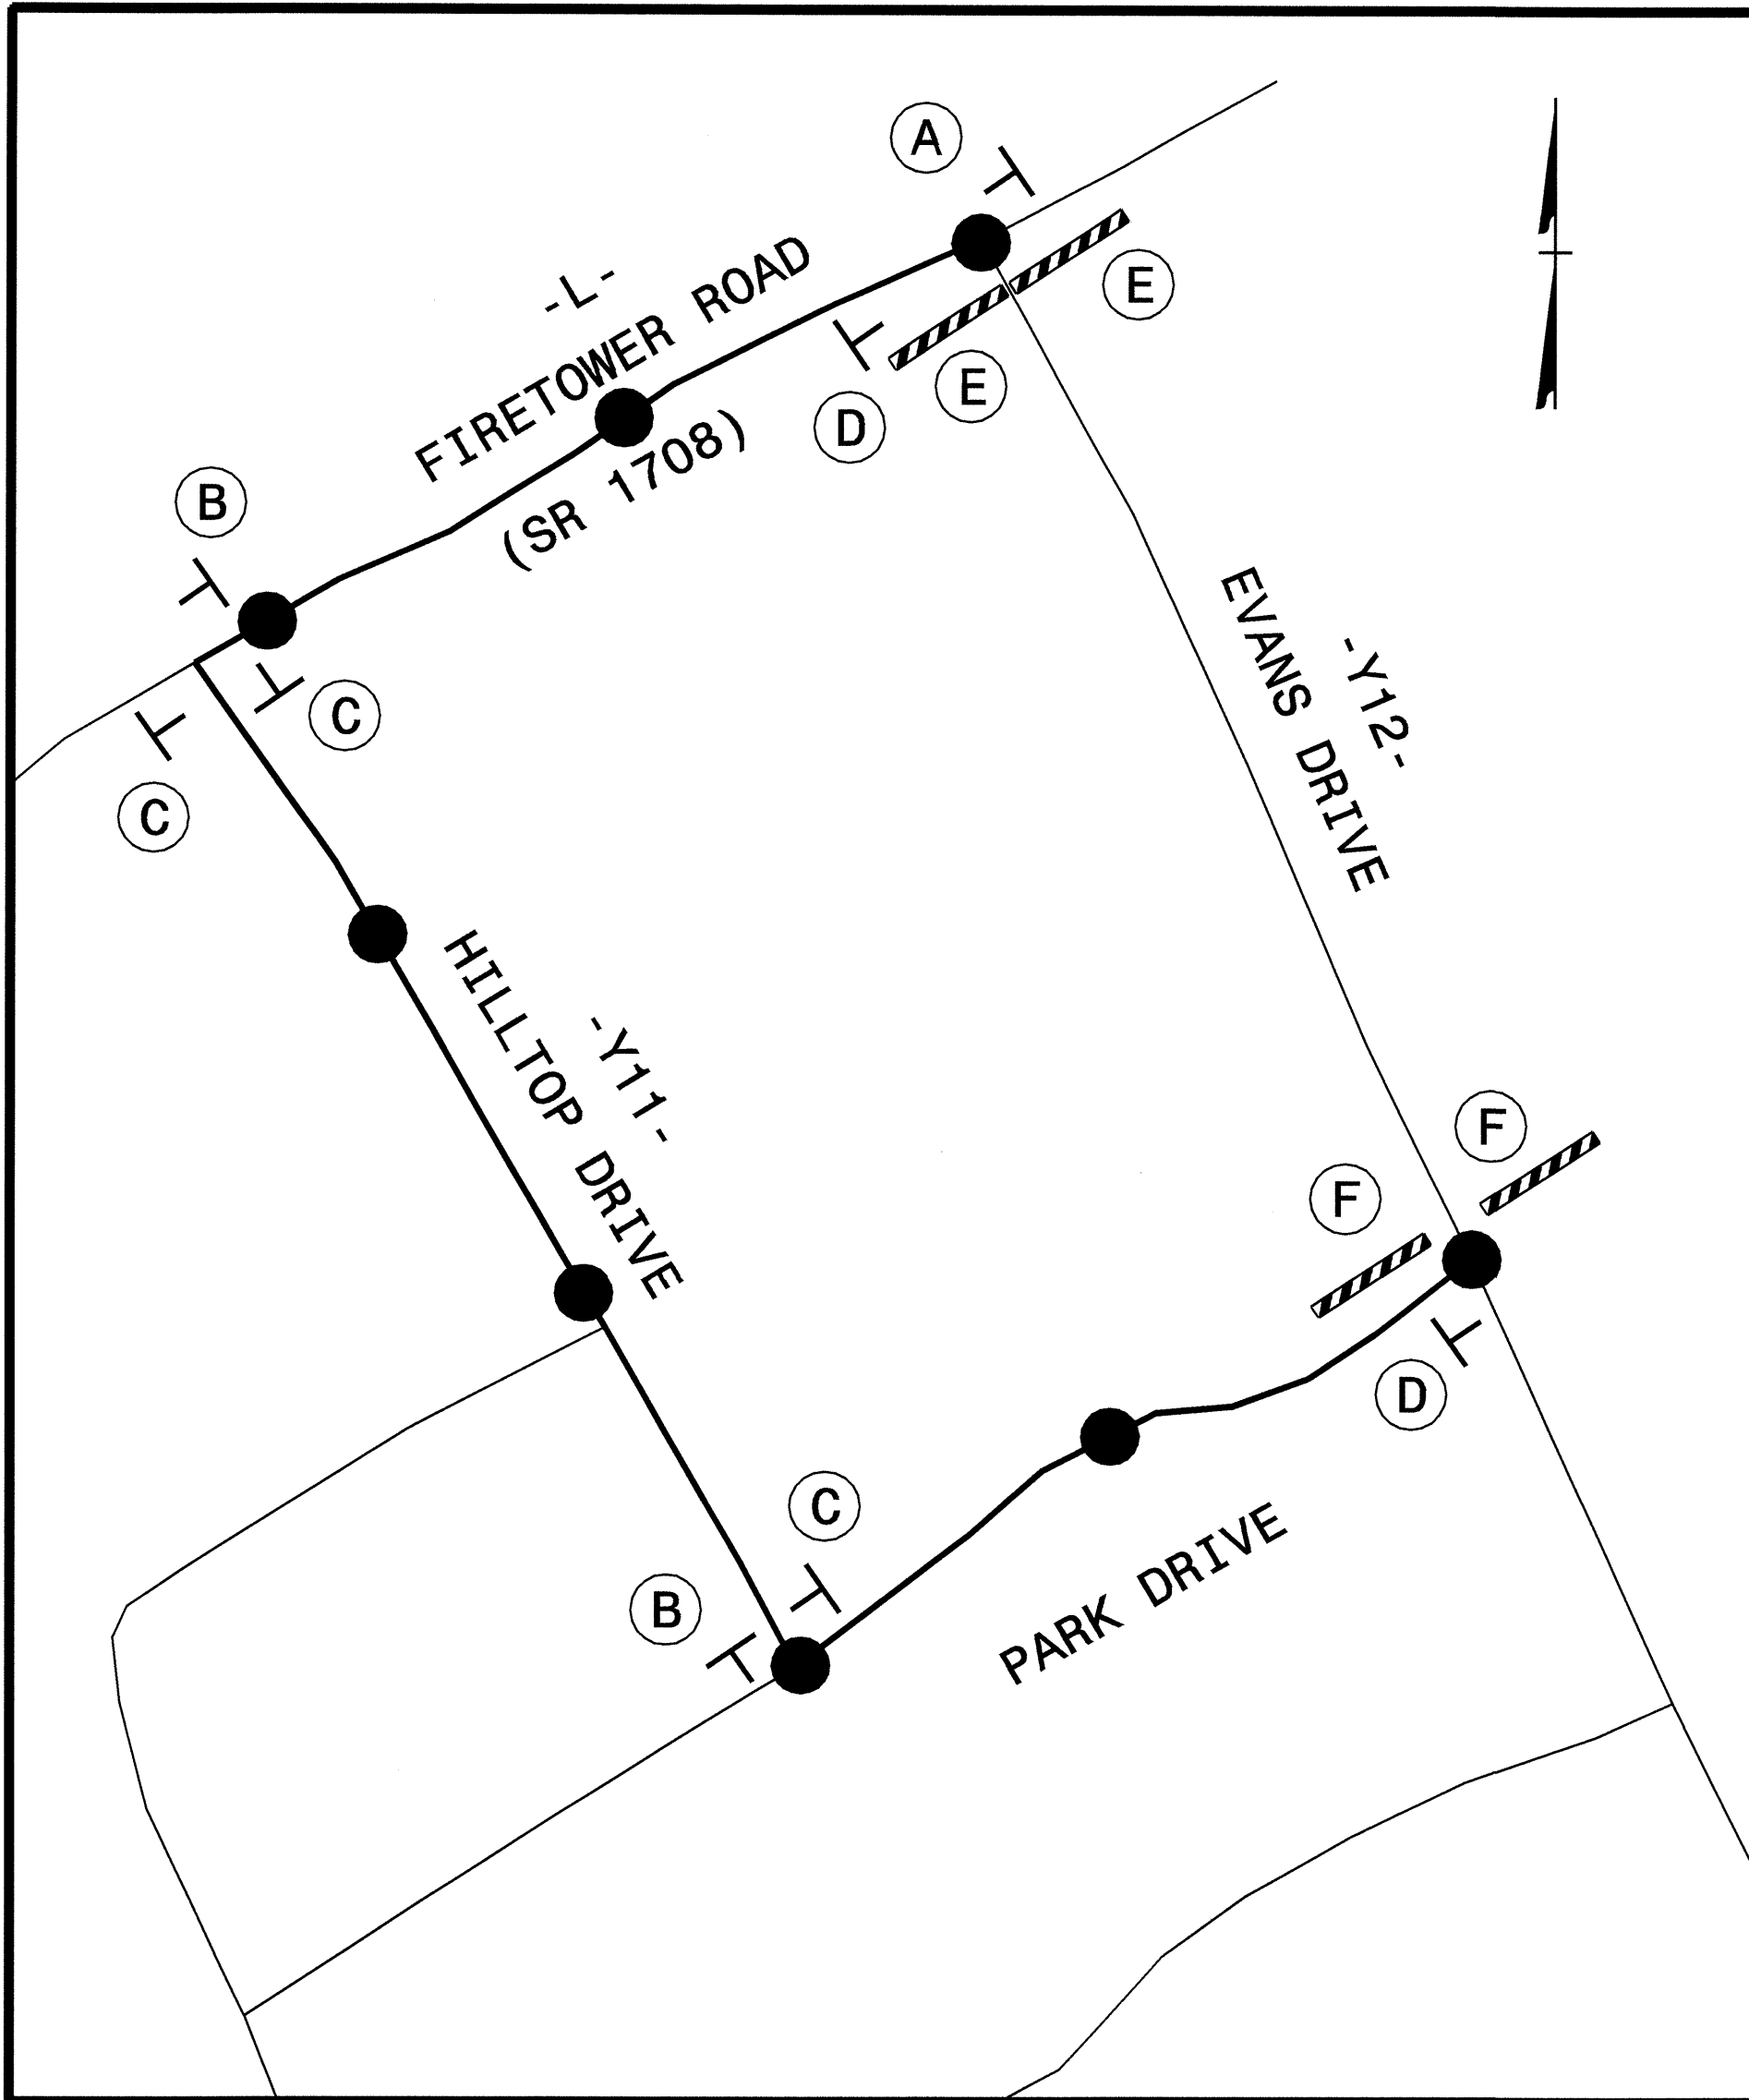 A
-L-
FIRETOWER ROAD
(SR 1708)
E
E
D
B
C
C
EVANS DRIVE
-Y12-
HILLTOP DRIVE
-Y11-
F
F
D
C
B
PARK DRIVE